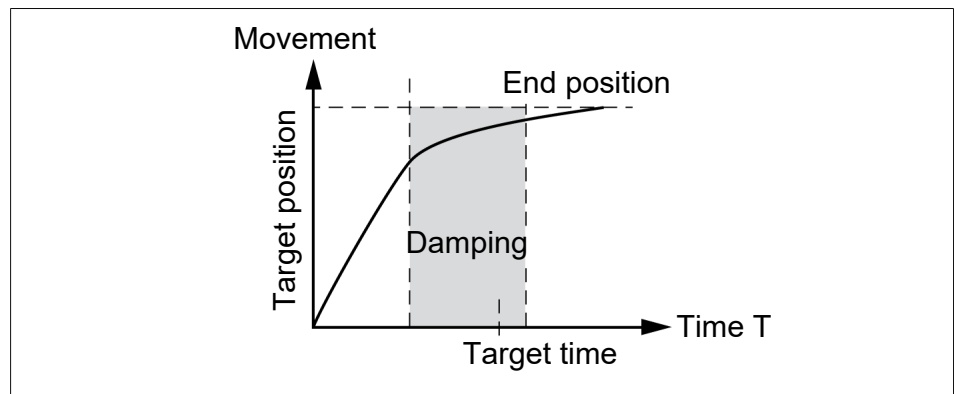 Movement
End position
Target position
Damping
Time T
Target time